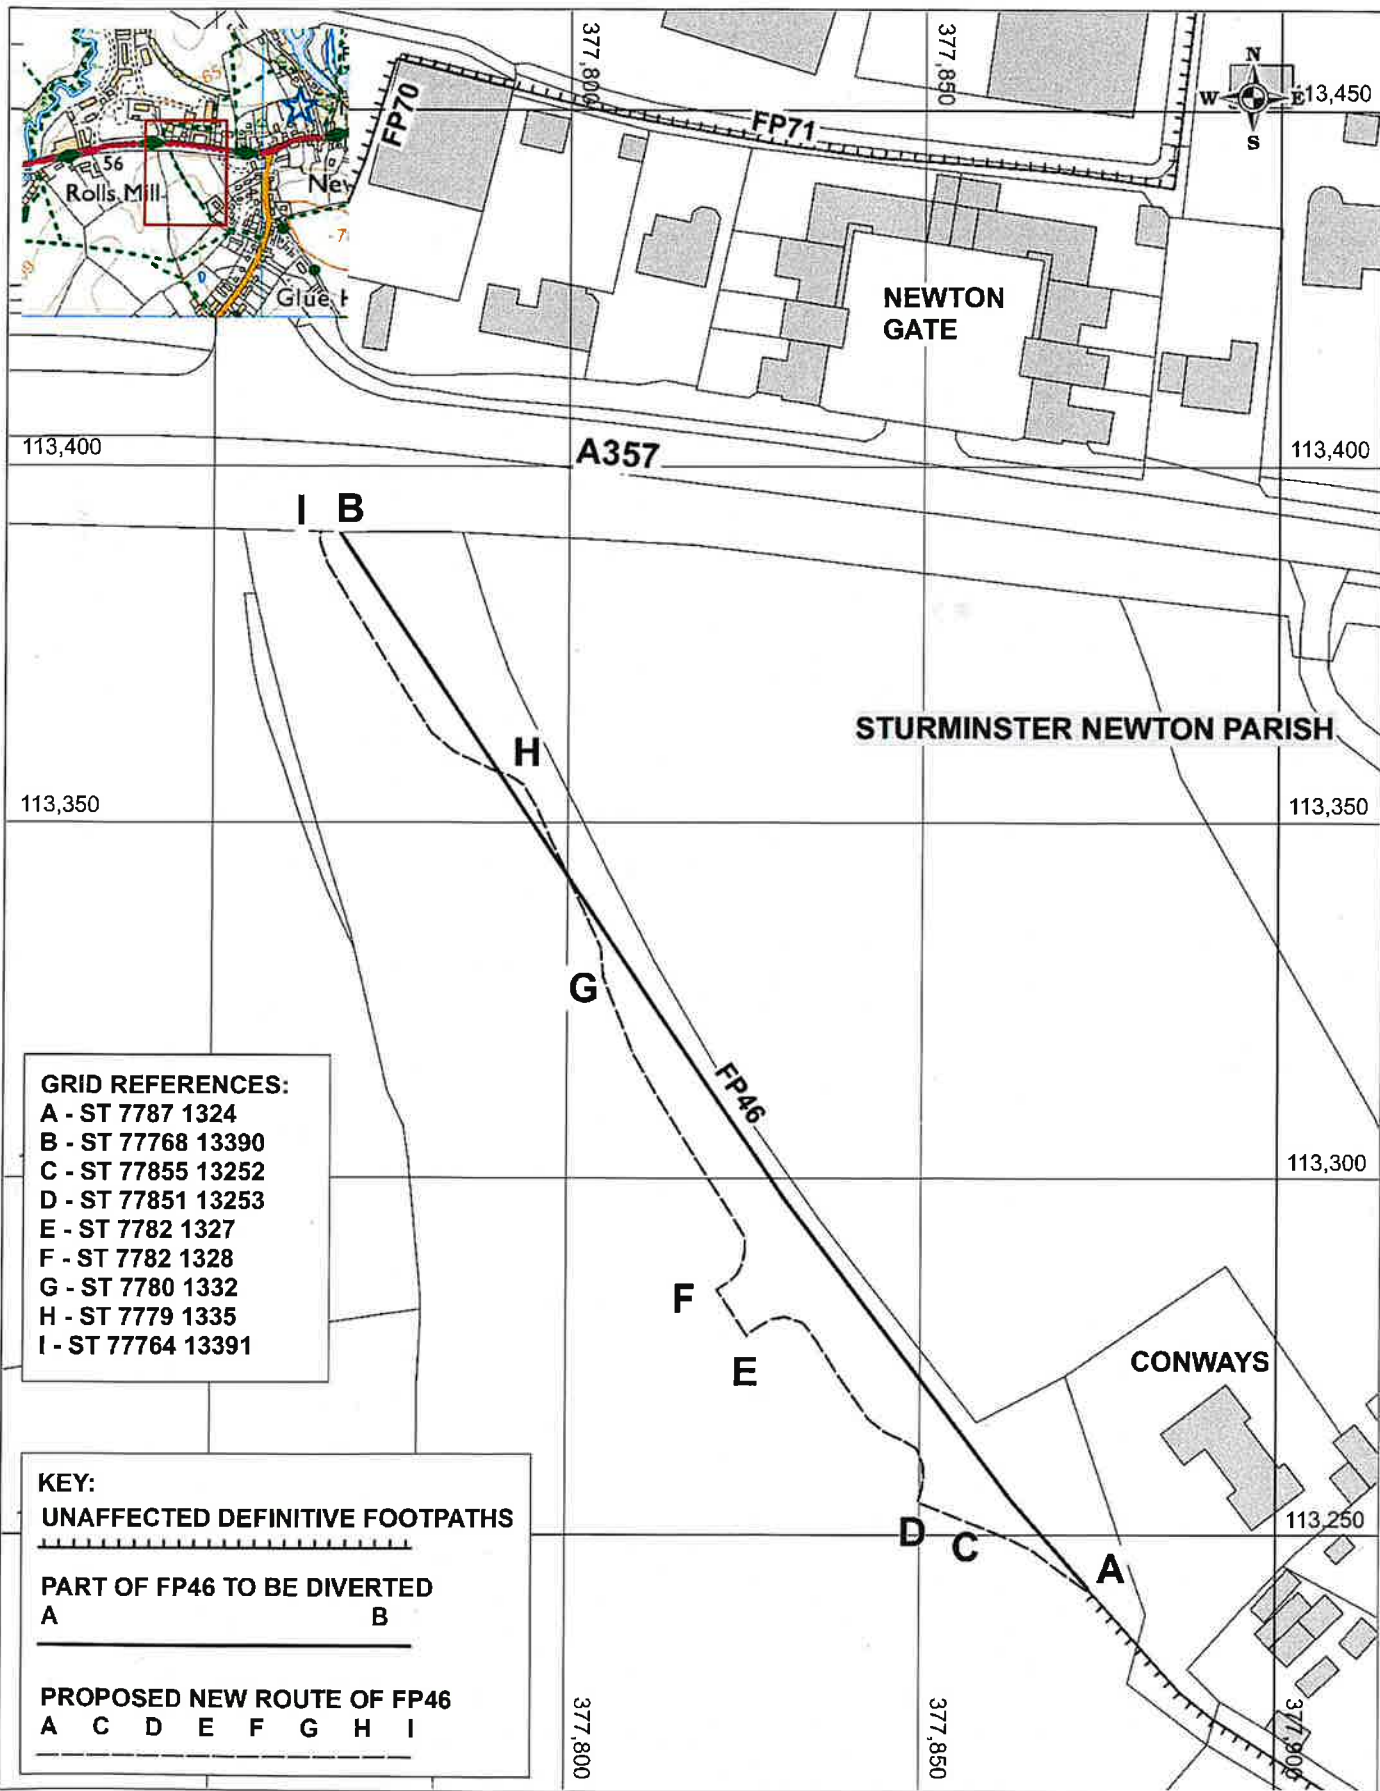 377,800
377,850
N
W E
S
113,450
FP70
FP71
65
56
Rolls Mill
NEWTON
GATE
113,400
A357
113,400
I B
STURMINSTER NEWTON PARISH
H
113,350
113,350
G
FP46
GRID REFERENCES:
A - ST 7787 1324
B - ST 77768 13390
C - ST 77855 13252
D - ST 77851 13253
E - ST 7782 1327
F - ST 7782 1328
G - ST 7780 1332
H - ST 7779 1335
I - ST 77764 13391
113,300
F
E
CONWAYS
KEY:
UNAFFECTED DEFINITIVE FOOTPATHS
PART OF FP46 TO BE DIVERTED
A B
PROPOSED NEW ROUTE OF FP46
A C D E F G H I
113,250
D C A
377,800
377,850
377,900